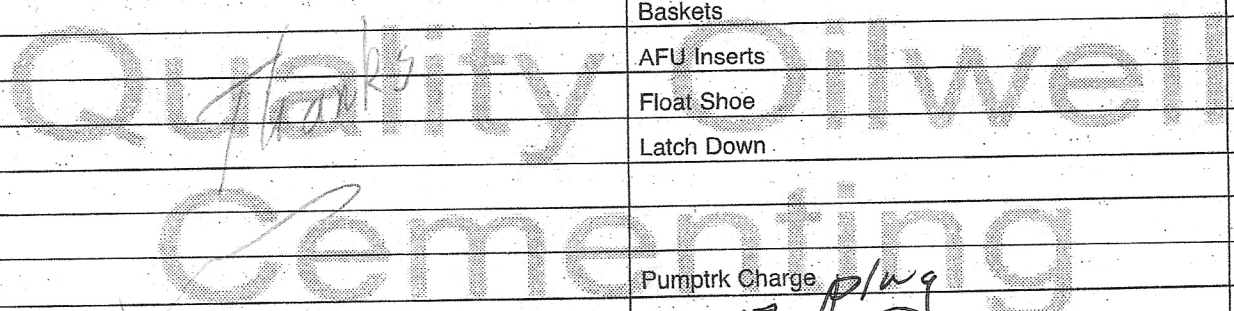 Baskets
Quality Oilwell
Thanks
AFU Inserts
Float Shoe
Latch Down
Cementing
Pumptrk Charge plug